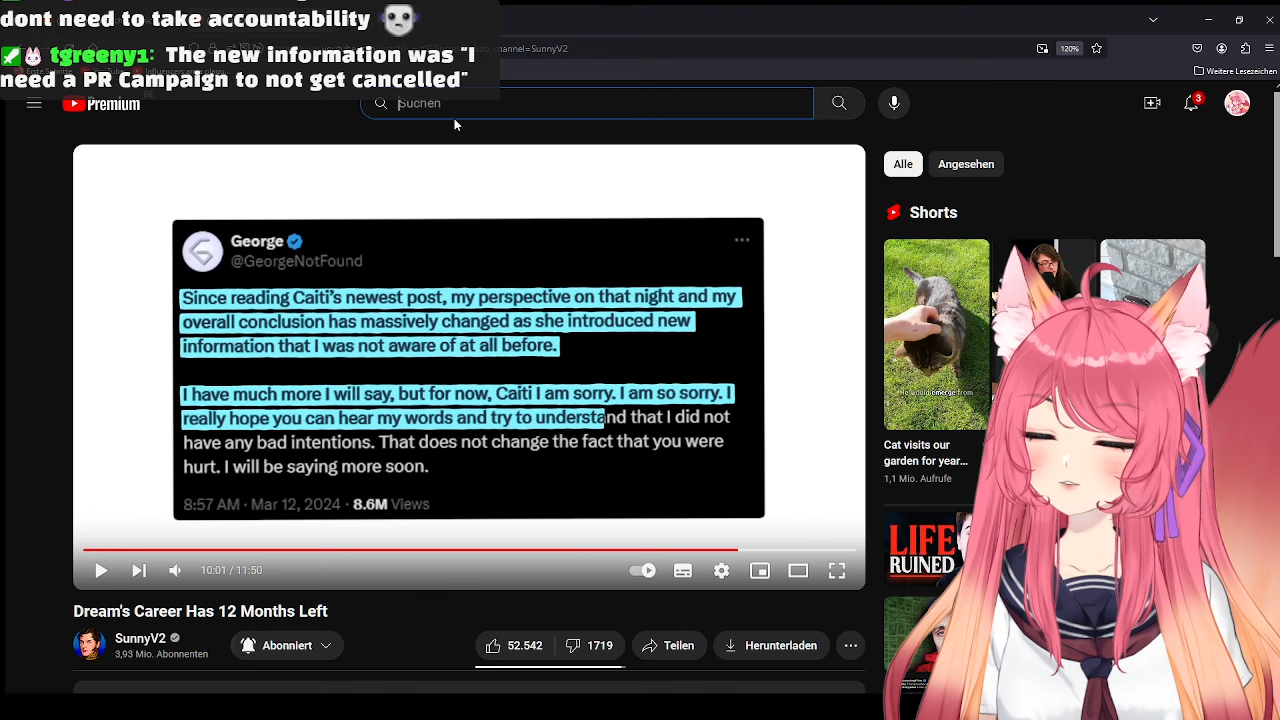 dont need to take accountability
tgreeny1: The new information was "I
need a PR Campaign to not get cancelled"
channel=SunnyV2
120%
Weitere Lesezeichen
Premium
DE
Suchen
3
George
@GeorgeNotFound
Since reading Caiti's newest post, my perspective on that night and my
overall conclusion has massively changed as she introduced new
information that I was not aware of at all before.
I have much more I will say, but for now, Caiti I am sorry. I am so sorry. I
really hope you can hear my words and try to understand that I did not
have any bad intentions. That does not change the fact that you were
hurt. I will be saying more soon.
8:57 AM · Mar 12, 2024 · 8.6M Views
10:01 / 11:50
Dream's Career Has 12 Months Left
SunnyV2
3,93 Mio. Abonnenten
Abonniert
52.542
1719
Teilen
Herunterladen
Alle
Angesehen
Shorts
He would emerge from
Cat visits our
garden for year...
1,1 Mio. Aufrufe
LIFE
RUINED